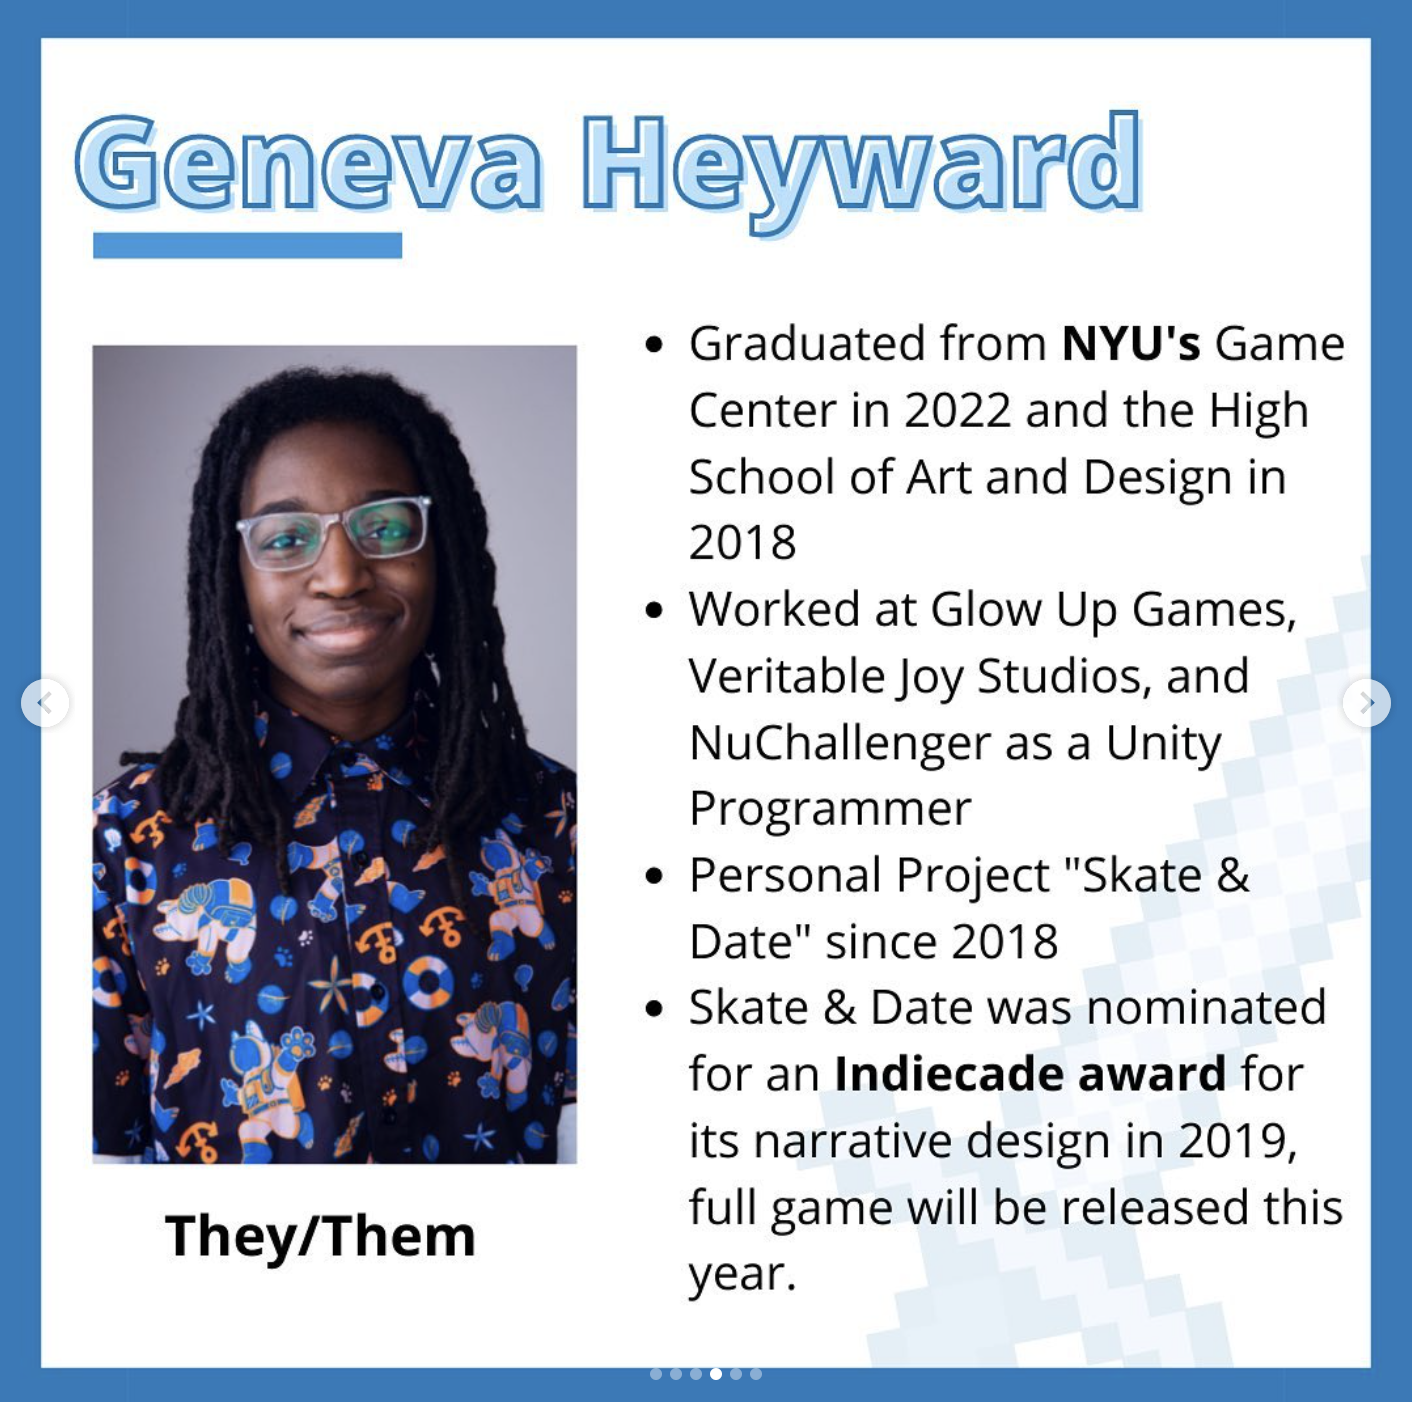 Geneva Heyward
• Graduated from NYU's Game
Center in 2022 and the High
School of Art and Design in
2018
• Worked at Glow Up Games,
Veritable Joy Studios, and
NuChallenger as a Unity
Programmer
• Personal Project "Skate &
Date" since 2018
• Skate & Date was nominated
for an Indiecade award for
its narrative design in 2019,
full game will be released this
year.
They/Them